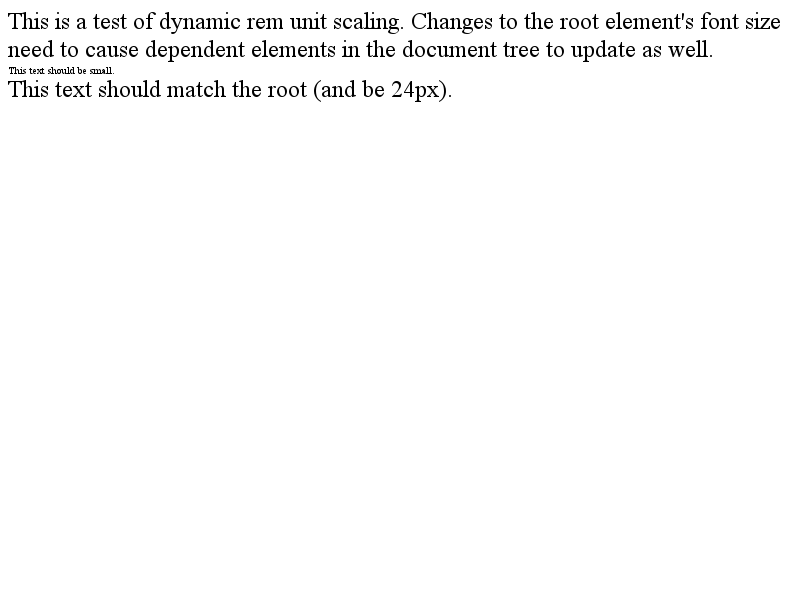 This is a test of dynamic rem unit scaling. Changes to the root element's font size
need to cause dependent elements in the document tree to update as well.
This text should be small.
This text should match the root (and be 24px).